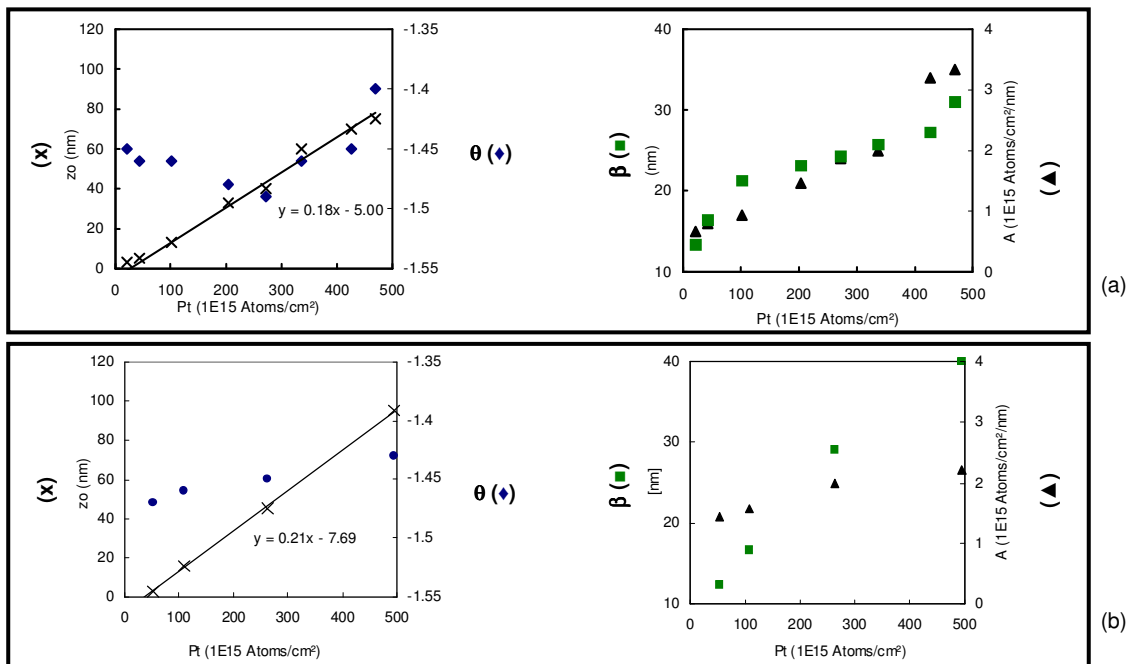 120
100
80
60
40
20
0
(x)
zo (nm)
-1.35
-1.4
-1.45
-1.5
-1.55
θ (♦)
y = 0.18x - 5.00
0 100 200 300 400 500
Pt (1E15 Atoms/cm²)
40
30
20
10
β (■)
(nm)
4
3
2
1
0
A (1E15 Atoms/cm²/nm)
(▲)
0 100 200 300 400 500
Pt (1E15 Atoms/cm²)
(a)
120
100
80
60
40
20
0
(x)
zo (nm)
-1.35
-1.4
-1.45
-1.5
-1.55
θ (♦)
y = 0.21x - 7.69
0 100 200 300 400 500
Pt (1E15 Atoms/cm²)
40
30
20
10
β (■)
[nm]
4
3
2
1
0
A (1E15 Atoms/cm²/nm)
(▲)
0 100 200 300 400 500
Pt (1E15 Atoms/cm²)
(b)